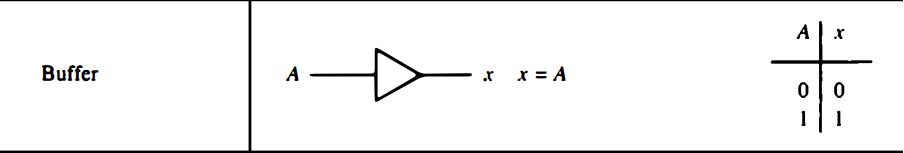 Buffer
A x x = A
A x
0 0
1 1